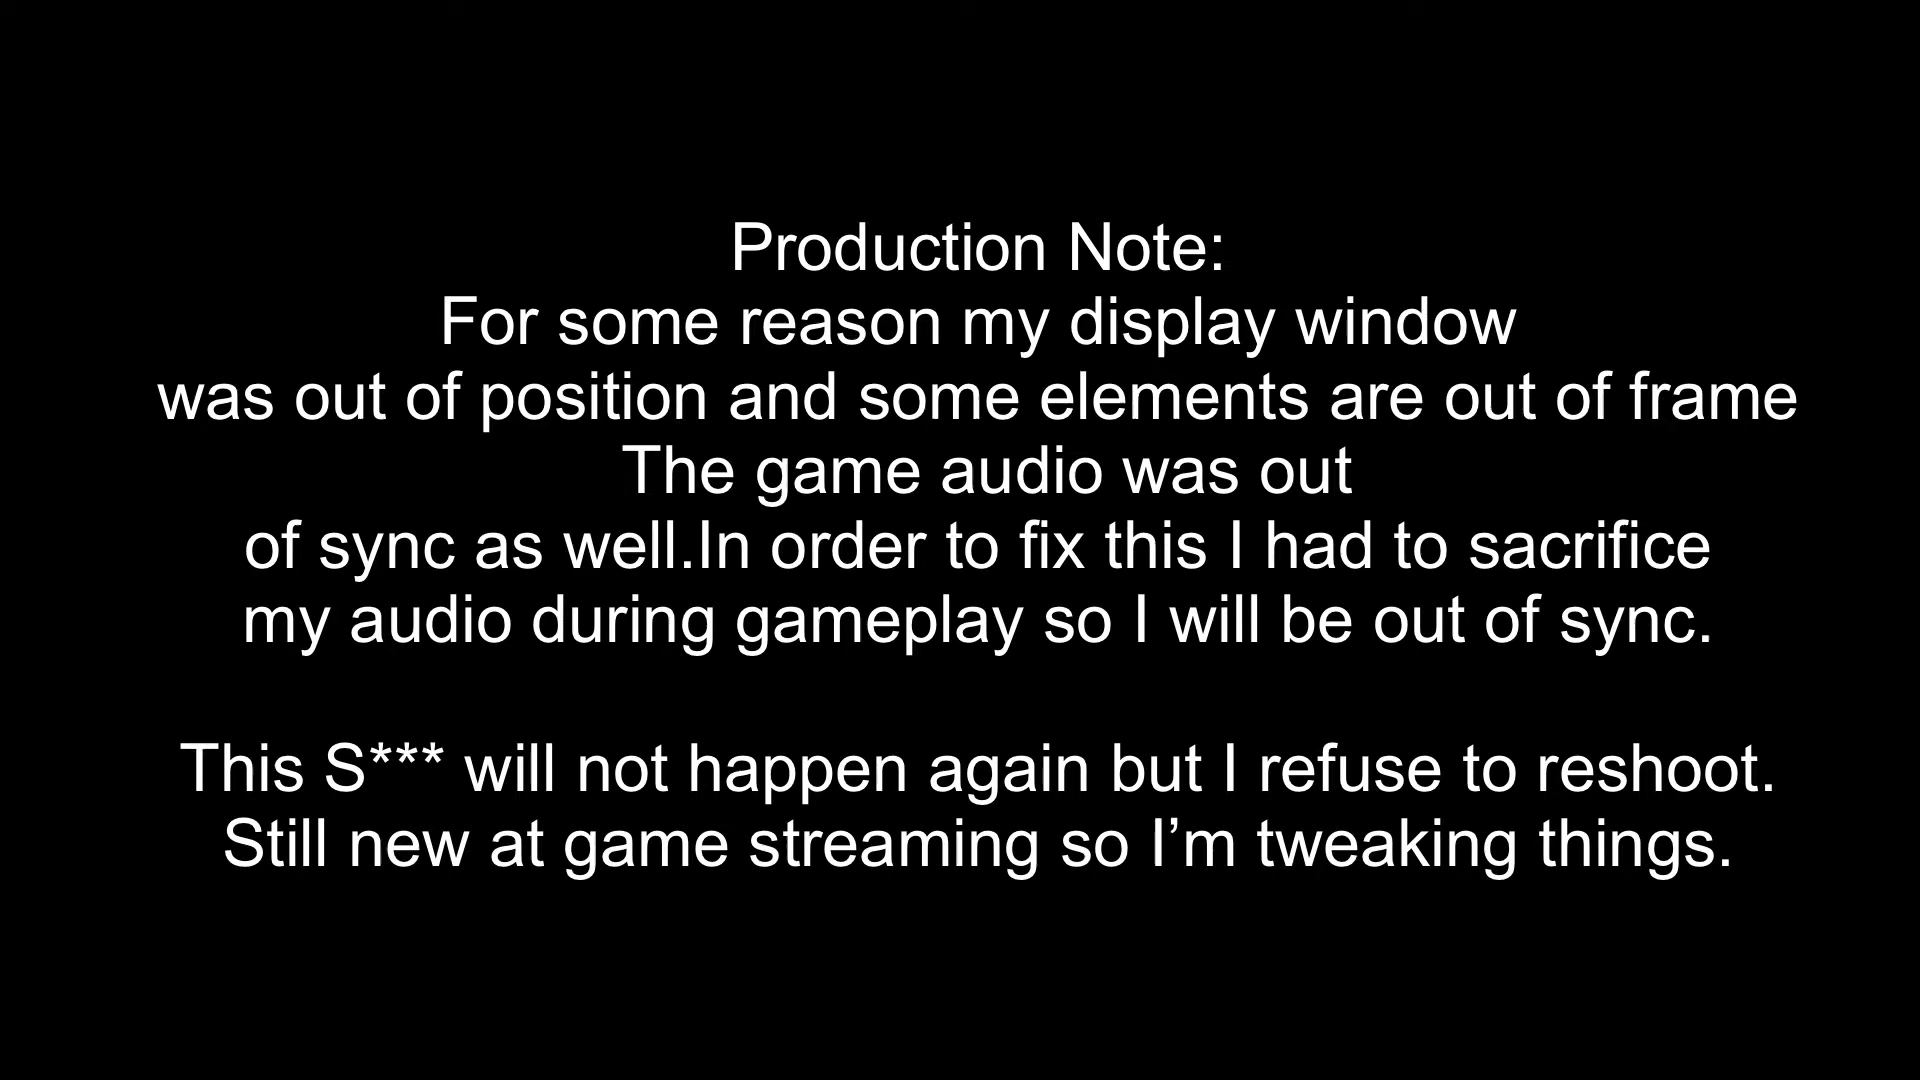 Production Note:
For some reason my display window
was out of position and some elements are out of frame
The game audio was out
of sync as well.In order to fix this I had to sacrifice
my audio during gameplay so I will be out of sync.
This S*** will not happen again but I refuse to reshoot.
Still new at game streaming so I’m tweaking things.